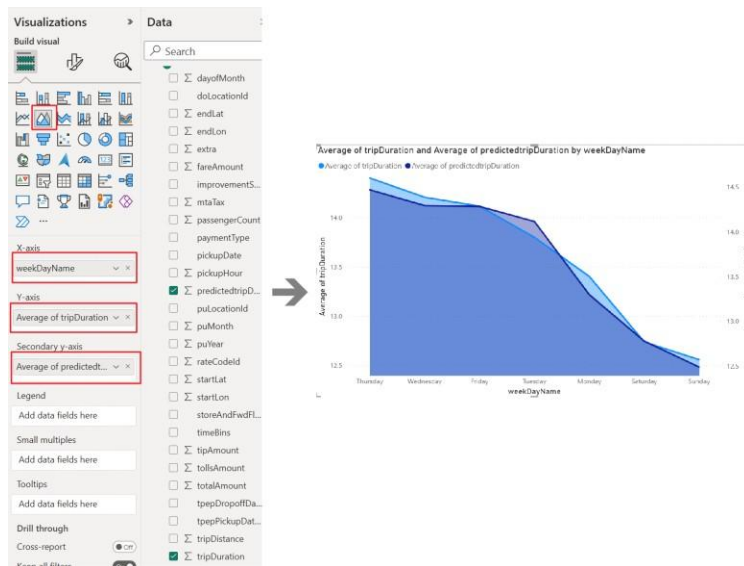 Visualizations
Build visual
X-axis
weekDayName
Y-axis
Average of tripDuration
Secondary y-axis
Average of predictedt...
Legend
Add data fields here
Small multiples
Add data fields here
Tooltips
Add data fields here
Drill through
Cross-report
Off
Keep all filters
Data
Search
dayofMonth
doLocationId
endLat
endLon
extra
fareAmount
improvementS...
mtaTax
passengerCount
paymentType
pickupDate
pickupHour
predictedtripD...
puLocationId
puMonth
puYear
rateCodeId
startLat
startLon
storeAndFwdFl...
timeBins
tipAmount
tollsAmount
totalAmount
tpepDropoffDa...
tpepPickupDat...
tripDistance
tripDuration
Average of tripDuration and Average of predictedtripDuration by weekDayName
Average of tripDuration Average of predictedtripDuration
Average of tripDuration
14.0
13.5
13.0
12.5
14.5
14.0
13.5
13.0
12.5
Thursday Wednesday Friday Tuesday Monday Saturday Sunday
weekDayName